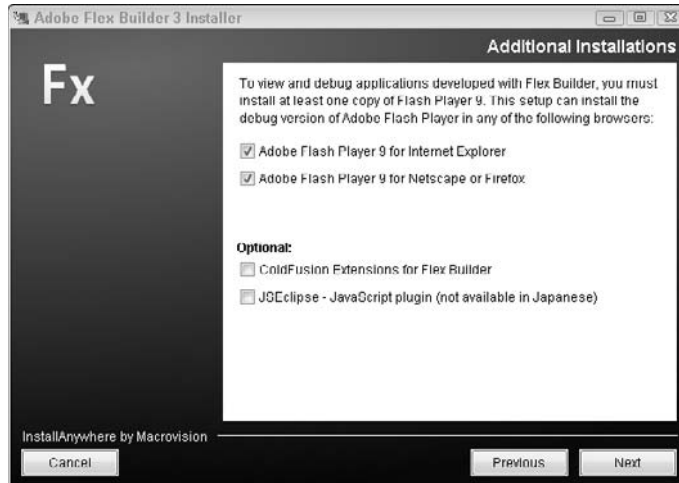 Adobe Flex Builder 3 Installer
Additional Installations
Fx
To view and debug applications developed with Flex Builder, you must
install at least one copy of Flash Player 9. This setup can install the
debug version of Adobe Flash Player in any of the following browsers:
Adobe Flash Player 9 for Internet Explorer
Adobe Flash Player 9 for Netscape or Firefox
Optional:
ColdFusion Extensions for Flex Builder
JSEclipse - JavaScript plugin (not available in Japanese)
InstallAnywhere by Macrovision
Cancel
Previous
Next